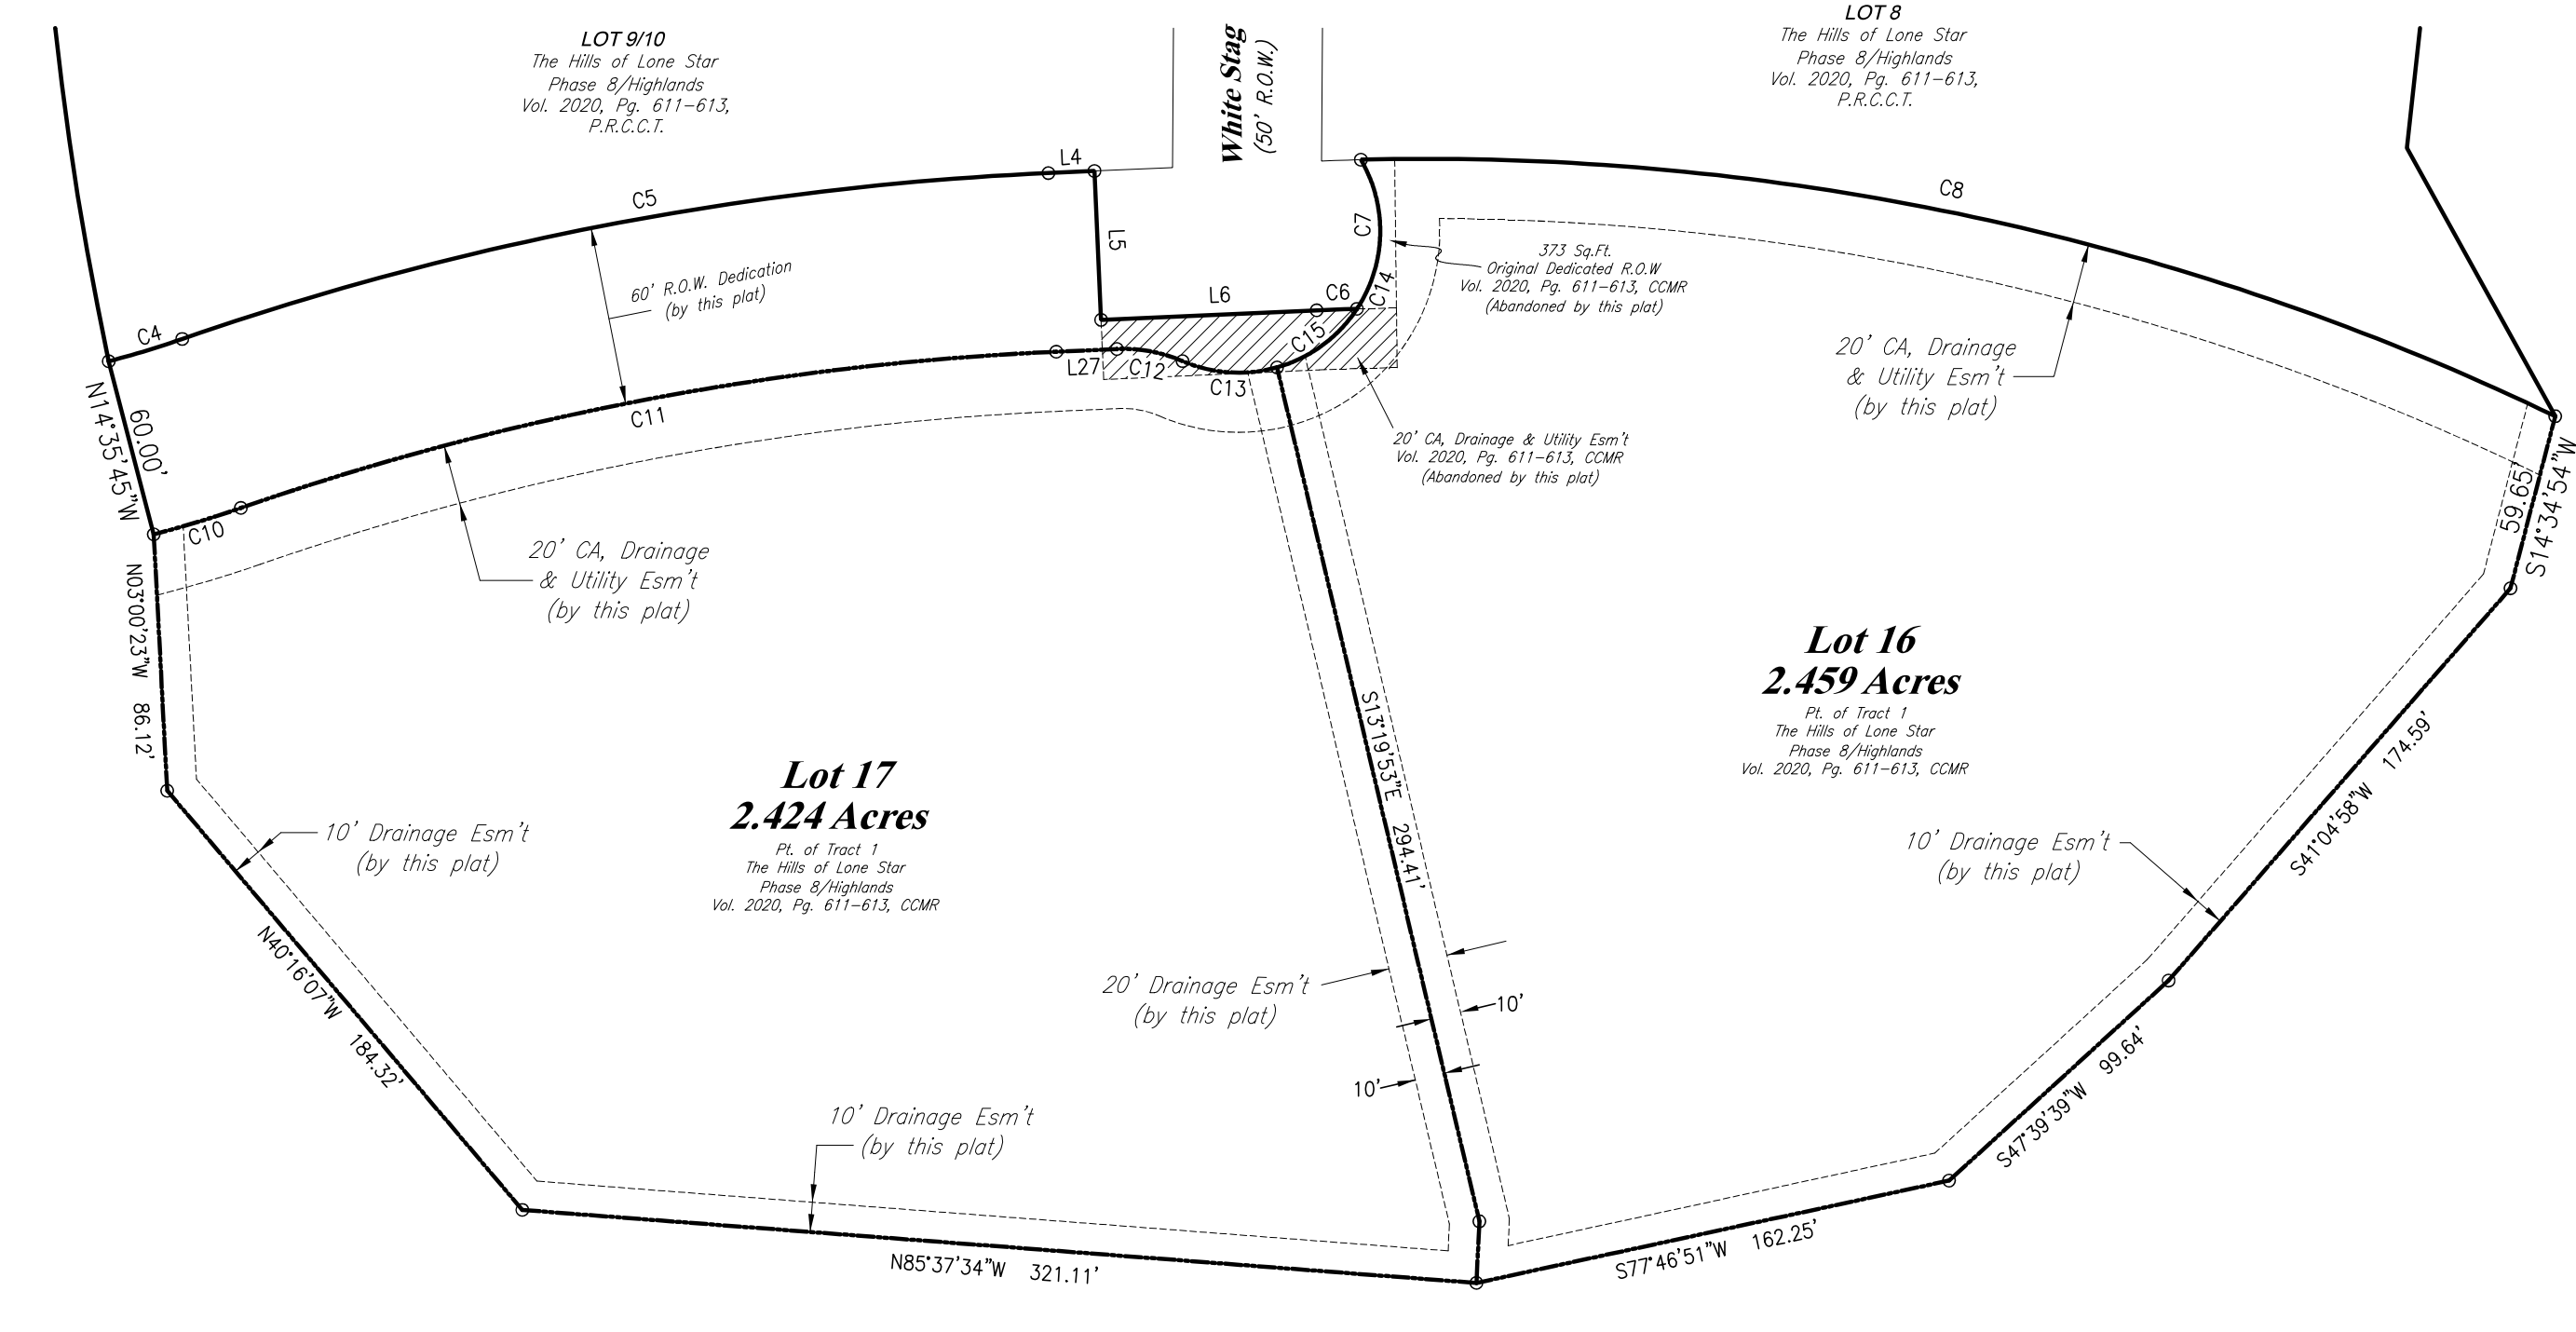 LOT 9/10
The Hills of Lone Star
Phase 8/Highlands
Vol. 2020, Pg. 611-613,
P.R.C.C.T.
White Stag
(50' R.O.W.)
LOT 8
The Hills of Lone Star
Phase 8/Highlands
Vol. 2020, Pg. 611-613,
P.R.C.C.T.
L4
C5
C8
C7
L5
373 Sq.Ft.
Original Dedicated R.O.W
Vol. 2020, Pg. 611-613, CCMR
(Abandoned by this plat)
60' R.O.W. Dedication
(by this plat)
C14
L6
C6
C4
C15
L27
C12
C13
20' CA, Drainage
& Utility Esm't
(by this plat)
N14°35'45"W
60.00'
C11
20' CA, Drainage & Utility Esm't
Vol. 2020, Pg. 611-613, CCMR
(Abandoned by this plat)
59.65'
S14°34'54"W
C10
20' CA, Drainage
& Utility Esm't
(by this plat)
N03°00'23"W 86.12'
Lot 16
2.459 Acres
Pt. of Tract 1
The Hills of Lone Star
Phase 8/Highlands
Vol. 2020, Pg. 611-613, CCMR
S13°19'53"E 294.41'
S41°04'58"W 174.59'
Lot 17
2.424 Acres
Pt. of Tract 1
The Hills of Lone Star
Phase 8/Highlands
Vol. 2020, Pg. 611-613, CCMR
10' Drainage Esm't
(by this plat)
10' Drainage Esm't
(by this plat)
N40°16'07"W 184.32'
20' Drainage Esm't
(by this plat)
10'
10'
S47°39'39"W 99.64'
10' Drainage Esm't
(by this plat)
N85°37'34"W 321.11'
S77°46'51"W 162.25'